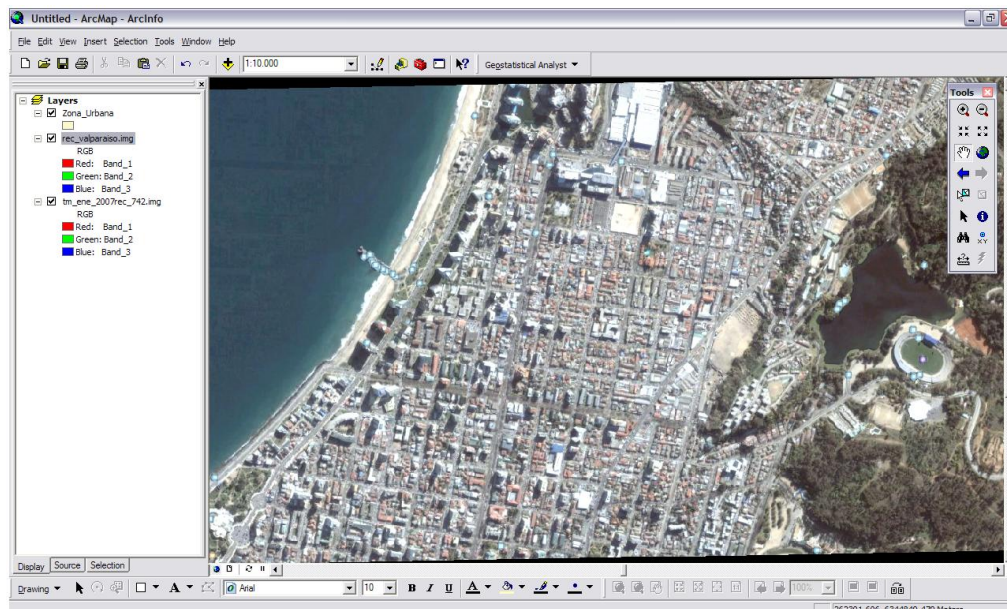 Untitled - ArcMap - ArcInfo
File Edit View Insert Selection Tools Window Help
1:10.000 Geostatistical Analyst
Layers
Zona_Urbana
rec_valparaiso.img
RGB
Red: Band_1
Green: Band_2
Blue: Band_3
tm_ene_2007rec_742.img
RGB
Red: Band_1
Green: Band_2
Blue: Band_3
Tools
Display Source Selection
Drawing A Arial 10 B I U A 100%